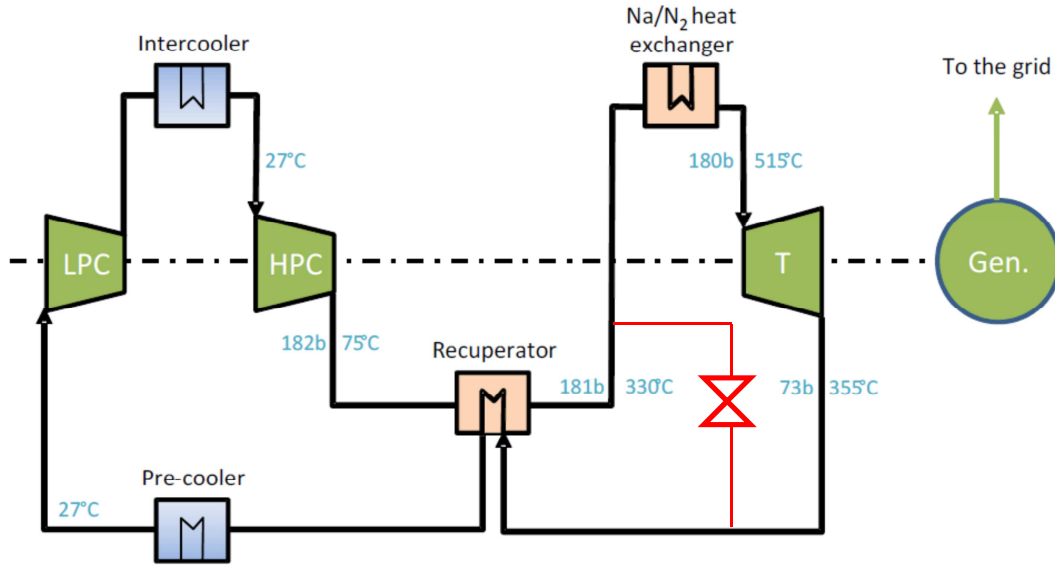 Na/N₂ heat
exchanger
Intercooler
To the grid
27°C
180b 515°C
LPC
HPC
T
Gen.
182b 75°C
Recuperator
181b 330°C
73b 355°C
Pre-cooler
27°C